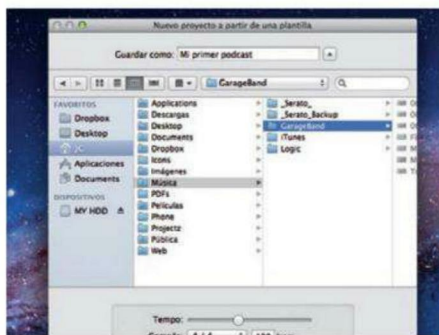 Nuevo proyecto a partir de una plantilla
Guardar como: Mi primer podcast
GarageBand
FAVORITOS
Dropbox
Desktop
JC
Aplicaciones
Documents
DISPOSITIVOS
MY HDD
Applications
Descargas
Desktop
Documents
Dropbox
Icons
Imágenes
Música
PDFs
Películas
Phone
Projects
Pública
Web
_Serato_
_Serato_Backup
GarageBand
iTunes
Logic
Tempo: